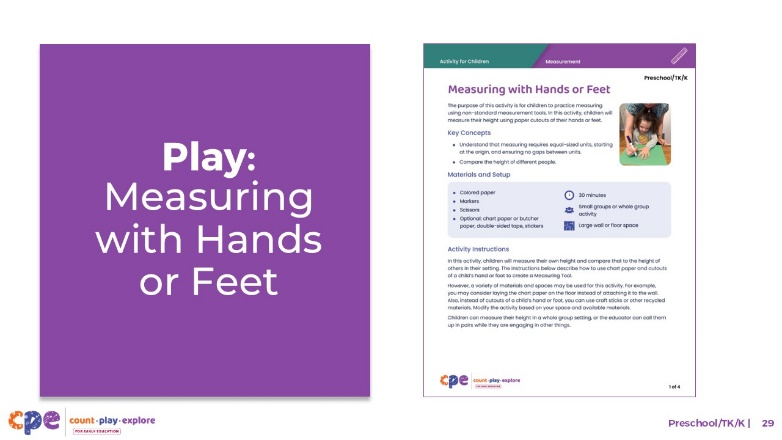 Play:
Measuring
with Hands
or Feet
Activity for Children
Measurement
Preschool/TK/K
Measuring with Hands or Feet
The purpose of this activity is for children to practice measuring
using non-standard measurement tools. In this activity, children will
measure their height using paper cutouts of their hands or feet.
Key Concepts
• Understand that measuring requires equal-sized units, starting
at the origin, and ensuring no gaps between units.
• Compare the height of different people.
Materials and Setup
• Colored paper
• Markers
• Scissors
• Optional: chart paper or butcher
paper, double-sided tape, stickers
30 minutes
Small groups or whole group
activity
Large wall or floor space
Activity Instructions
In this activity, children will measure their own height and compare that to the height of
others in their setting. The instructions below describe how to use chart paper and cutouts
of a child's hand or foot to create a Measuring Tool.
However, a variety of materials and spaces may be used for this activity. For example,
you may consider laying the chart paper on the floor instead of attaching it to the wall.
Also, instead of cutouts of a child's hand or foot, you can use craft sticks or other recycled
materials. Modify the activity based on your space and available materials.
Children can measure their height in a whole group setting, or the educator can call them
up in pairs while they are engaging in other things.
cpe
count·play·explore
FOR EARLY EDUCATION
1 of 4
cpe
count·play·explore
FOR EARLY EDUCATION
Preschool/TK/K | 29